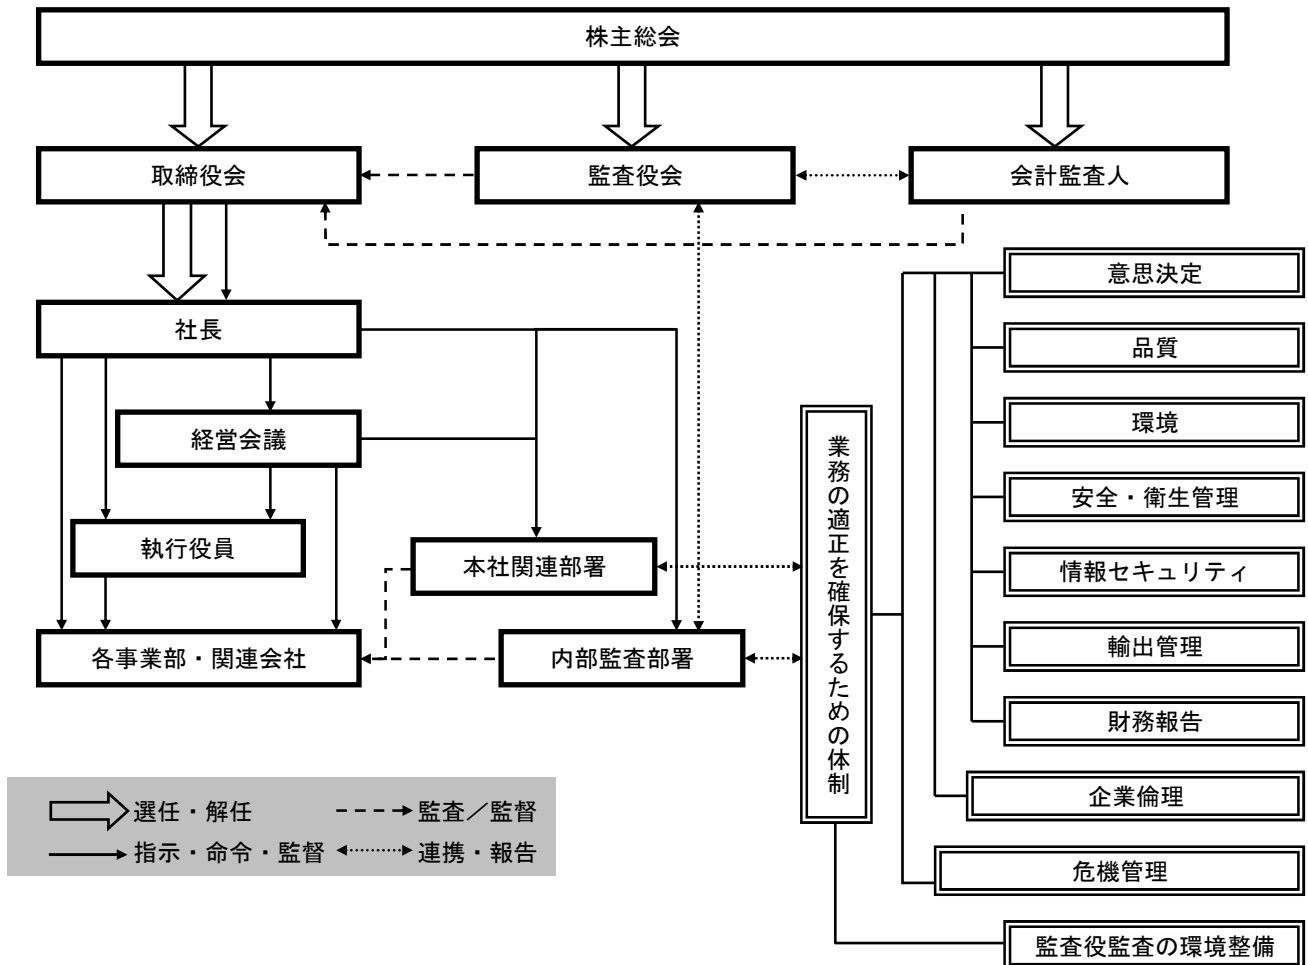 株主総会
取締役会
監査役会
会計監査人
意思決定
社長
品質
経営会議
環境
業務の適正を確保するための体制
安全・衛生管理
執行役員
本社関連部署
情報セキュリティ
各事業部・関連会社
内部監査部署
輸出管理
財務報告
企業倫理
選任・解任
監査／監督
指示・命令・監督
連携・報告
危機管理
監査役監査の環境整備